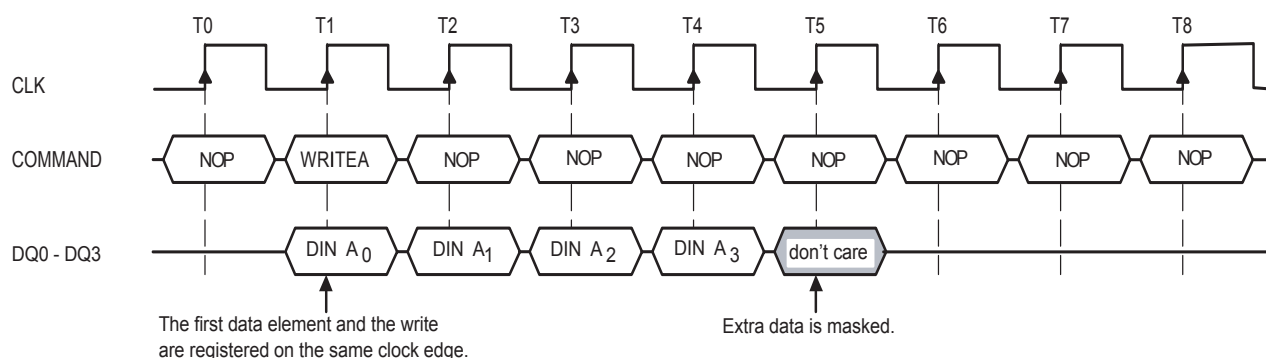 T0 T1 T2 T3 T4 T5 T6 T7 T8
CLK
COMMAND NOP WRITEA NOP NOP NOP NOP NOP NOP NOP
DQ0 - DQ3 DIN A0 DIN A1 DIN A2 DIN A3 don't care
The first data element and the write
are registered on the same clock edge.
Extra data is masked.